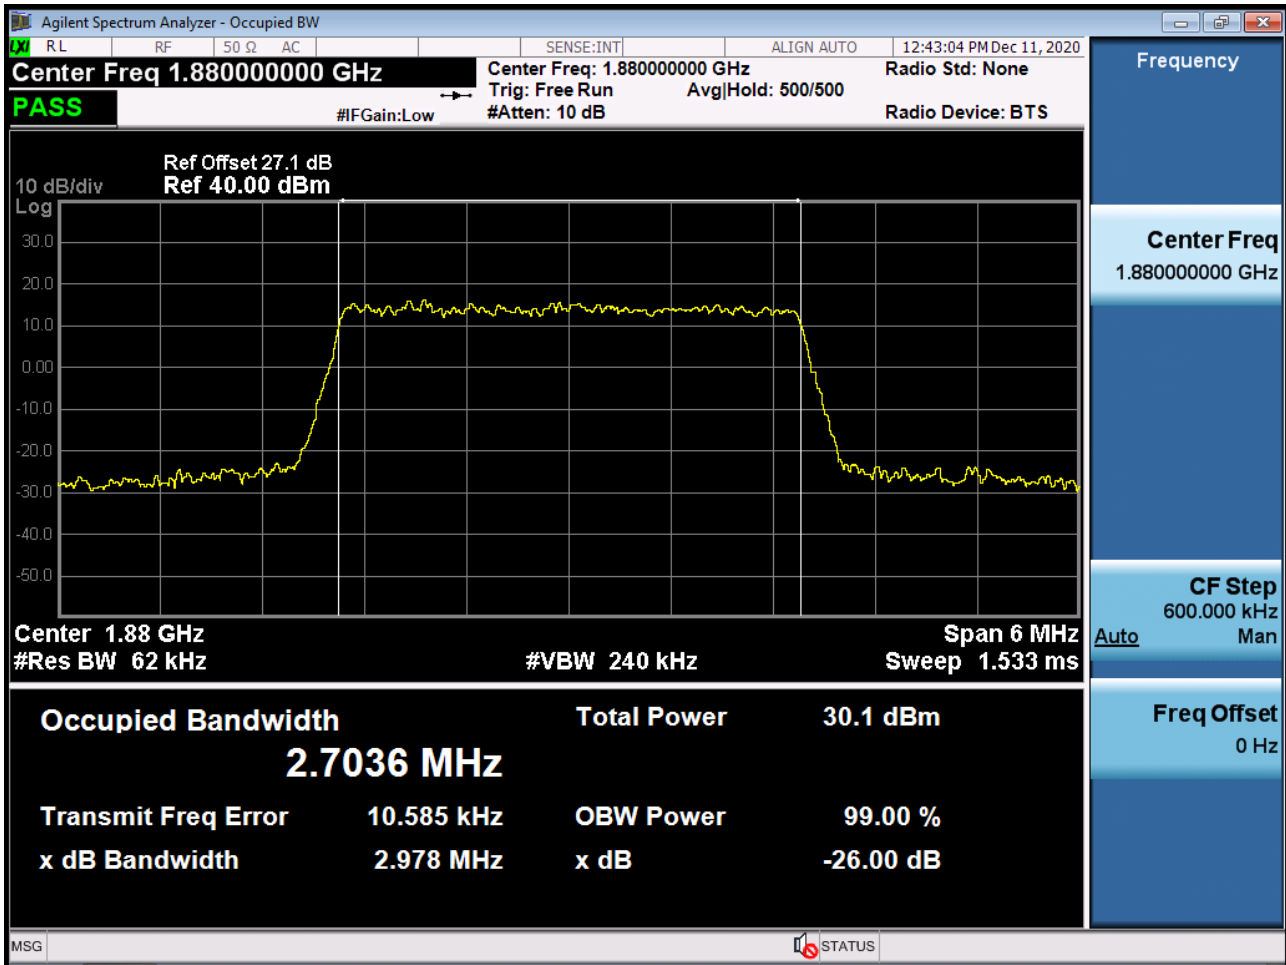 Agilent Spectrum Analyzer - Occupied BW
LXI RL RF 50 Ω AC SENSE:INT ALIGN AUTO 12:43:04 PM Dec 11, 2020
Center Freq 1.880000000 GHz
PASS
#IFGain:Low
Center Freq: 1.880000000 GHz
Trig: Free Run Avg|Hold: 500/500
#Atten: 10 dB
Radio Std: None
Radio Device: BTS
Ref Offset 27.1 dB
10 dB/div Ref 40.00 dBm
Log
30.0
20.0
10.0
0.00
-10.0
-20.0
-30.0
-40.0
-50.0
Center 1.88 GHz Span 6 MHz
#Res BW 62 kHz #VBW 240 kHz Sweep 1.533 ms
Occupied Bandwidth Total Power 30.1 dBm
2.7036 MHz
Transmit Freq Error 10.585 kHz OBW Power 99.00 %
x dB Bandwidth 2.978 MHz x dB -26.00 dB
Frequency
Center Freq
1.880000000 GHz
CF Step
600.000 kHz
Auto Man
Freq Offset
0 Hz
MSG STATUS